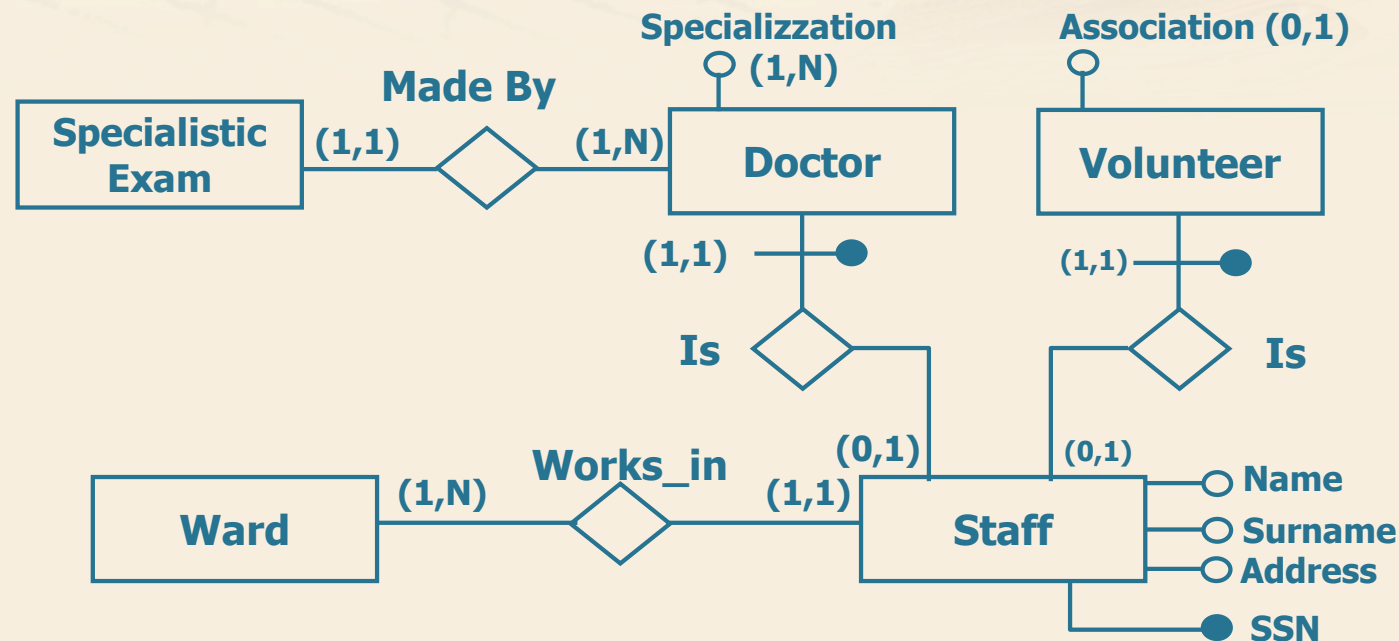 Specializzation
(1,N)
Association (0,1)
Made By
Specialistic
Exam
(1,1)
(1,N)
Doctor
Volunteer
(1,1)
(1,1)
Is
Is
Works_in
(0,1)
(0,1)
Ward
(1,N)
(1,1)
Staff
Name
Surname
Address
SSN